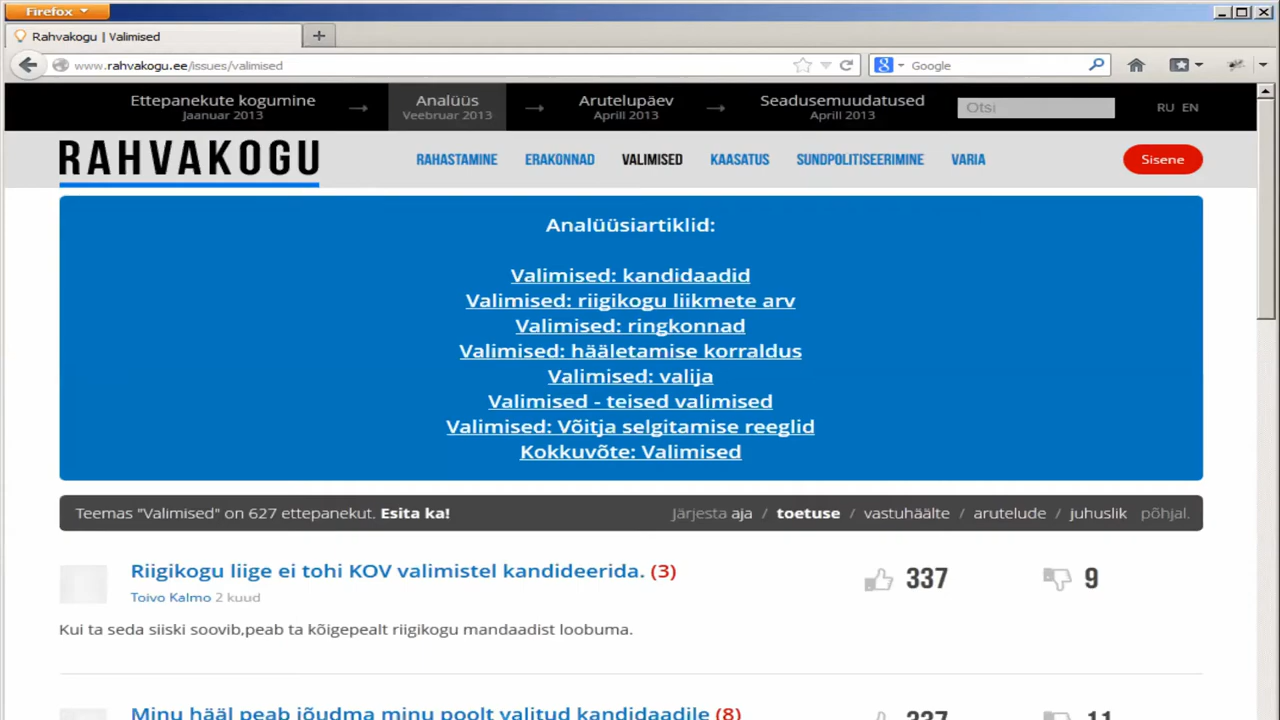 Firefox
Rahvakogu | Valimised
www.rahvakogu.ee/issues/valimised
Google
Ettepanekute kogumine
Jaanuar 2013
Analüüs
Veebruar 2013
Arutelupäev
Aprill 2013
Seadusemuudatused
Aprill 2013
Otsi
RU EN
RAHVAKOGU
RAHASTAMINE ERAKONNAD VALIMISED KAASATUS SUNDPOLITISEERIMINE VARIA
Sisene
Analüüsiartiklid:
Valimised: kandidaadid
Valimised: riigikogu liikmete arv
Valimised: ringkonnad
Valimised: hääletamise korraldus
Valimised: valija
Valimised - teised valimised
Valimised: Võitja selgitamise reeglid
Kokkuvõte: Valimised
Teemas "Valimised" on 627 ettepanekut. Esita ka!
Järjesta aja / toetuse / vastuhäälte / arutelude / juhuslik põhjal.
Riigikogu liige ei tohi KOV valimistel kandideerida. (3)
337
9
Toivo Kalmo 2 kuud
Kui ta seda siiski soovib,peab ta kõigepealt riigikogu mandaadist loobuma.
Minu hääl peab jõudma minu poolt valitud kandidaadile (8)
337
11